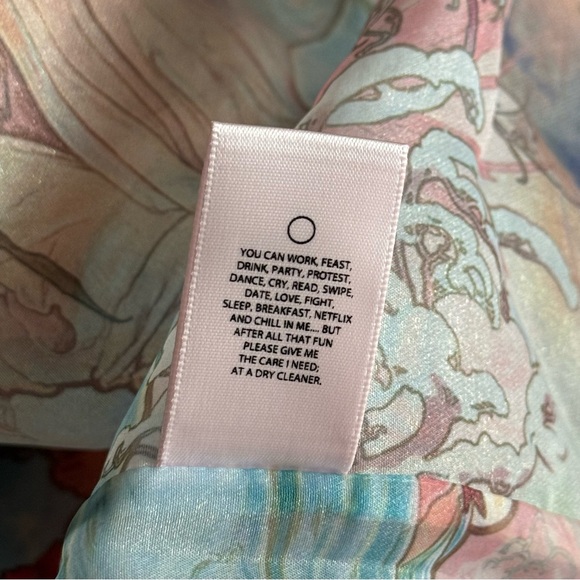 YOU CAN WORK, FEAST,
DRINK, PARTY, PROTEST,
DANCE, CRY, READ, SWIPE,
DATE, LOVE, FIGHT,
SLEEP, BREAKFAST, NETFLIX
AND CHILL IN ME.... BUT
AFTER ALL THAT FUN
PLEASE GIVE ME
THE CARE I NEED;
AT A DRY CLEANER.